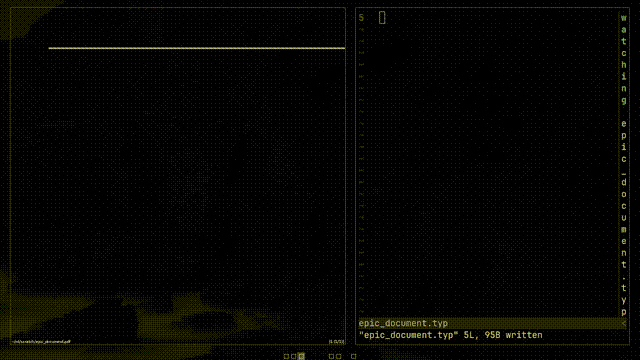 5
watching epic_document.typ
epic_document.typ <
"epic_document.typ" 5L, 95B written